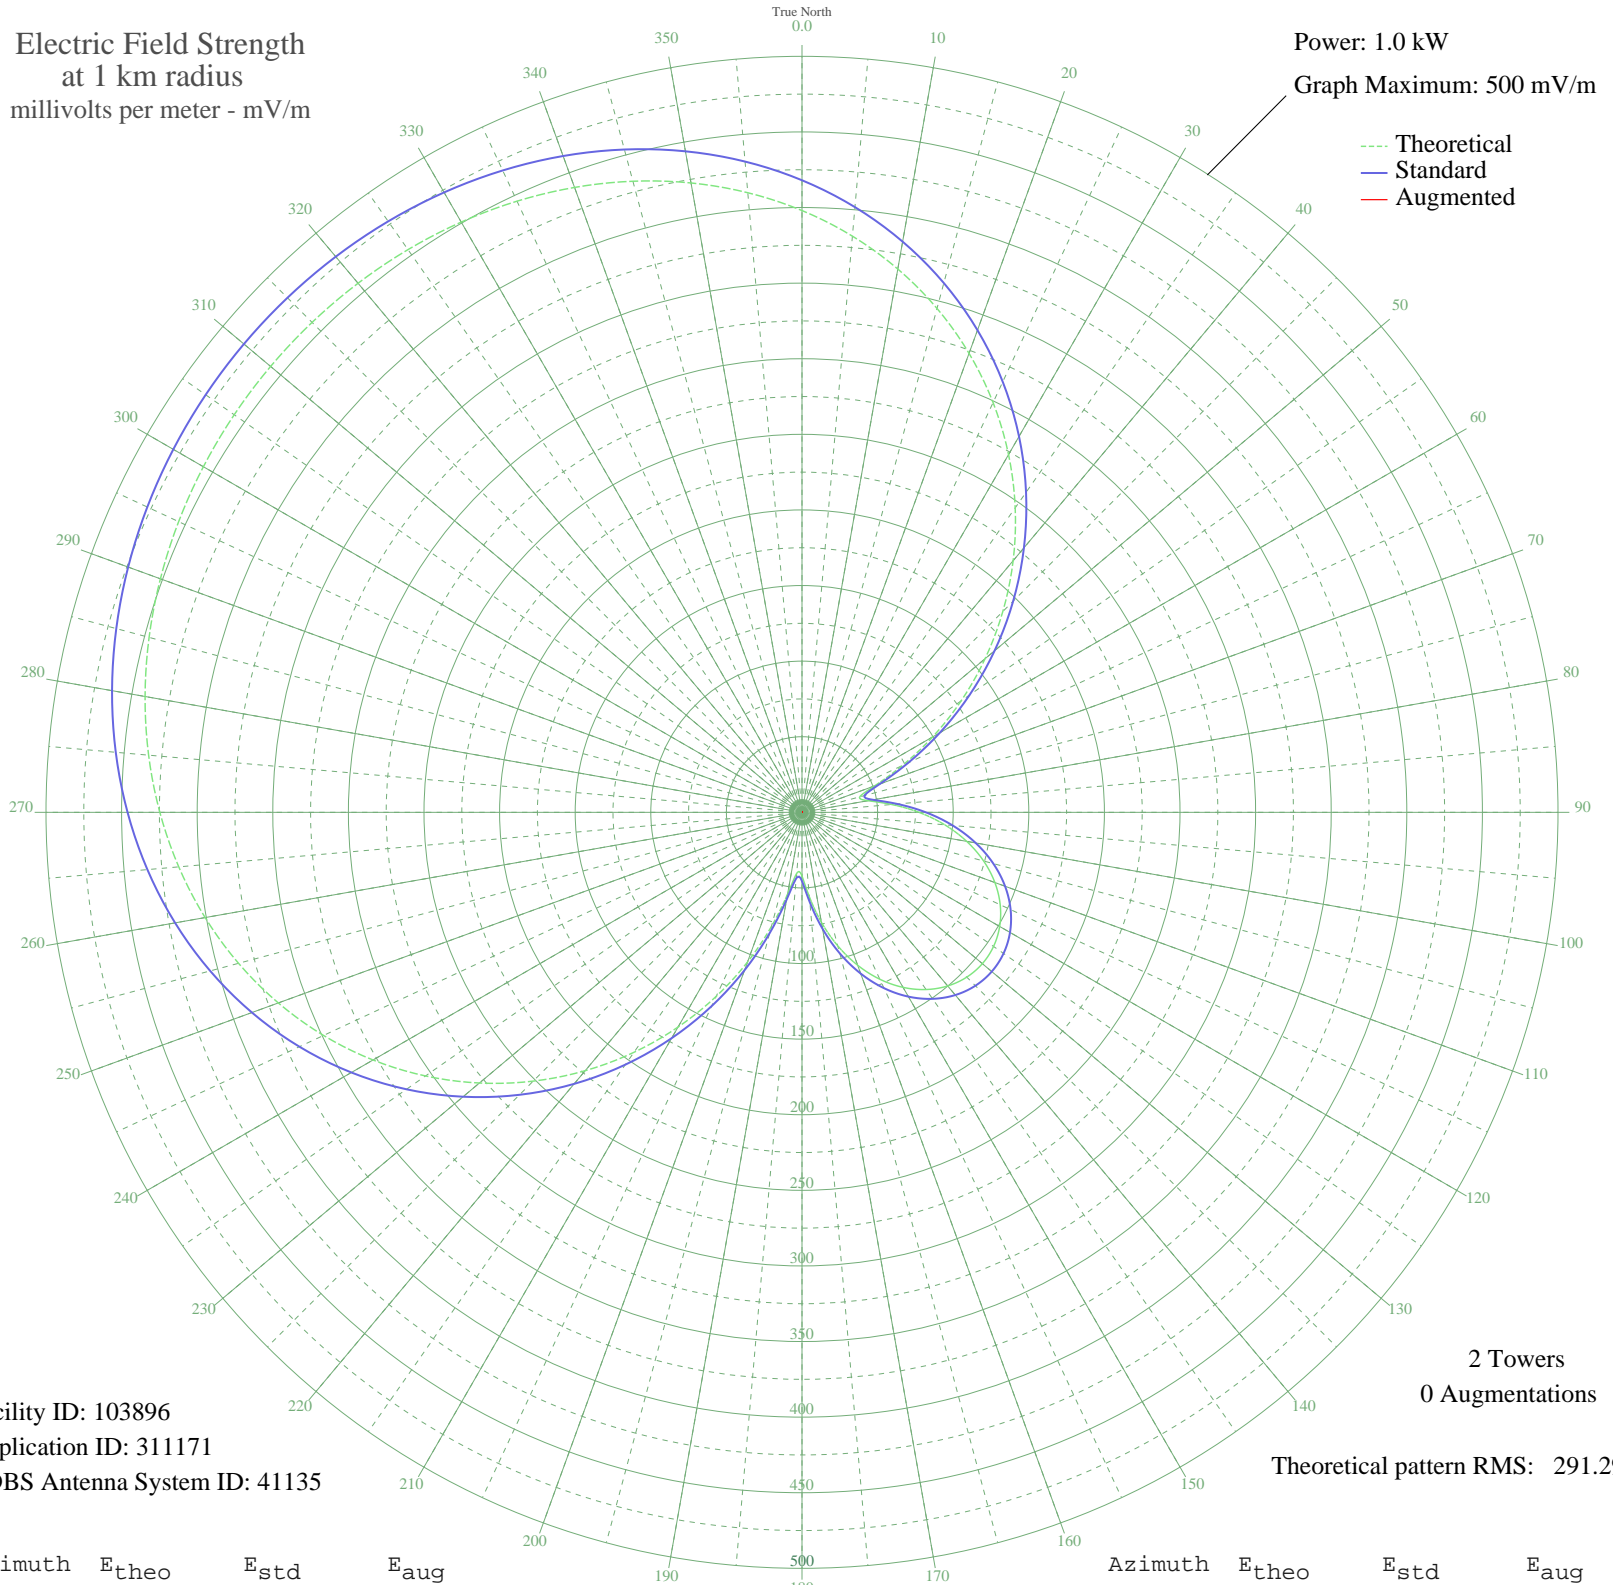 True North
0.0
Electric Field Strength
at 1 km radius
millivolts per meter - mV/m
Power: 1.0 kW
Graph Maximum: 500 mV/m
Theoretical
Standard
Augmented
10
20
30
40
50
60
70
80
90
100
110
120
130
140
150
160
170
190
200
210
220
230
240
250
260
270
280
290
300
310
320
330
340
350
100
150
200
250
300
350
400
450
500
2 Towers
0 Augmentations
Theoretical pattern RMS: 291.29
cility ID: 103896
plication ID: 311171
DBS Antenna System ID: 41135
imuth Etheo Estd Eaug
Azimuth Etheo Estd Eaug